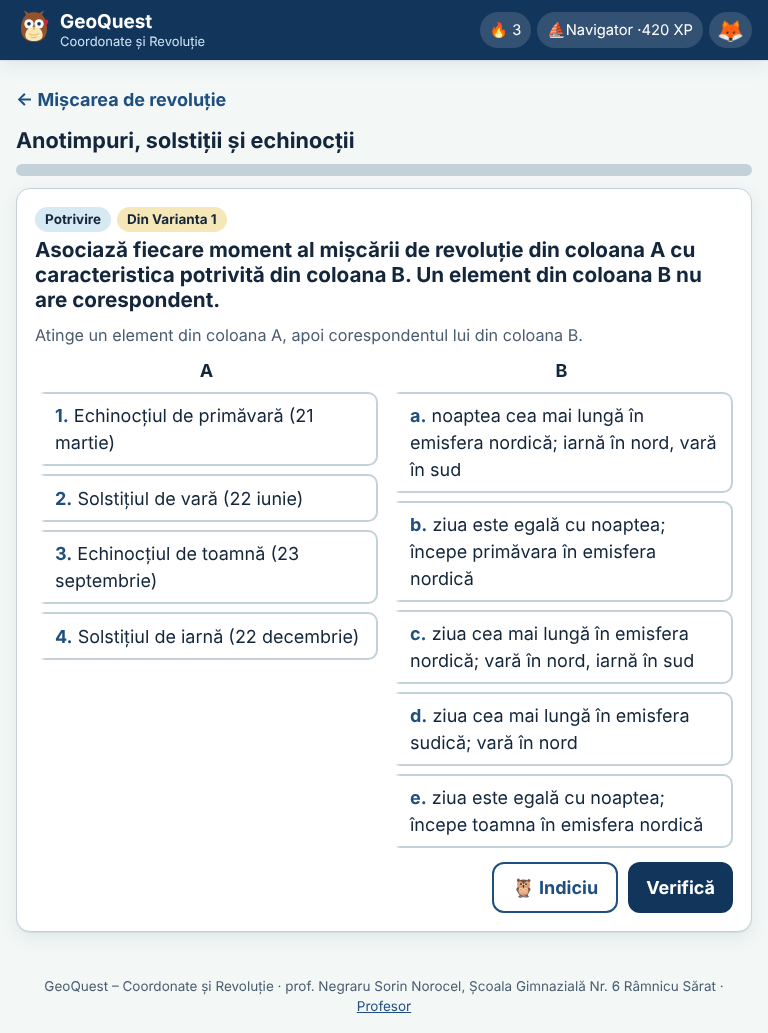 GeoQuest
Coordonate și Revoluție
🔥 3
⛵Navigator ·420 XP
← Mișcarea de revoluție
Anotimpuri, solstiții și echinocții
Potrivire
Din Varianta 1
Asociază fiecare moment al mișcării de revoluție din coloana A cu
caracteristica potrivită din coloana B. Un element din coloana B nu
are corespondent.
Atinge un element din coloana A, apoi corespondentul lui din coloana B.
A
1. Echinocțiul de primăvară (21
martie)
2. Solstițiul de vară (22 iunie)
3. Echinocțiul de toamnă (23
septembrie)
4. Solstițiul de iarnă (22 decembrie)
B
a. noaptea cea mai lungă în
emisfera nordică; iarnă în nord, vară
în sud
b. ziua este egală cu noaptea;
începe primăvara în emisfera
nordică
c. ziua cea mai lungă în emisfera
nordică; vară în nord, iarnă în sud
d. ziua cea mai lungă în emisfera
sudică; vară în nord
e. ziua este egală cu noaptea;
începe toamna în emisfera nordică
Indiciu
Verifică
GeoQuest – Coordonate și Revoluție · prof. Negraru Sorin Norocel, Școala Gimnazială Nr. 6 Râmnicu Sărat ·
Profesor